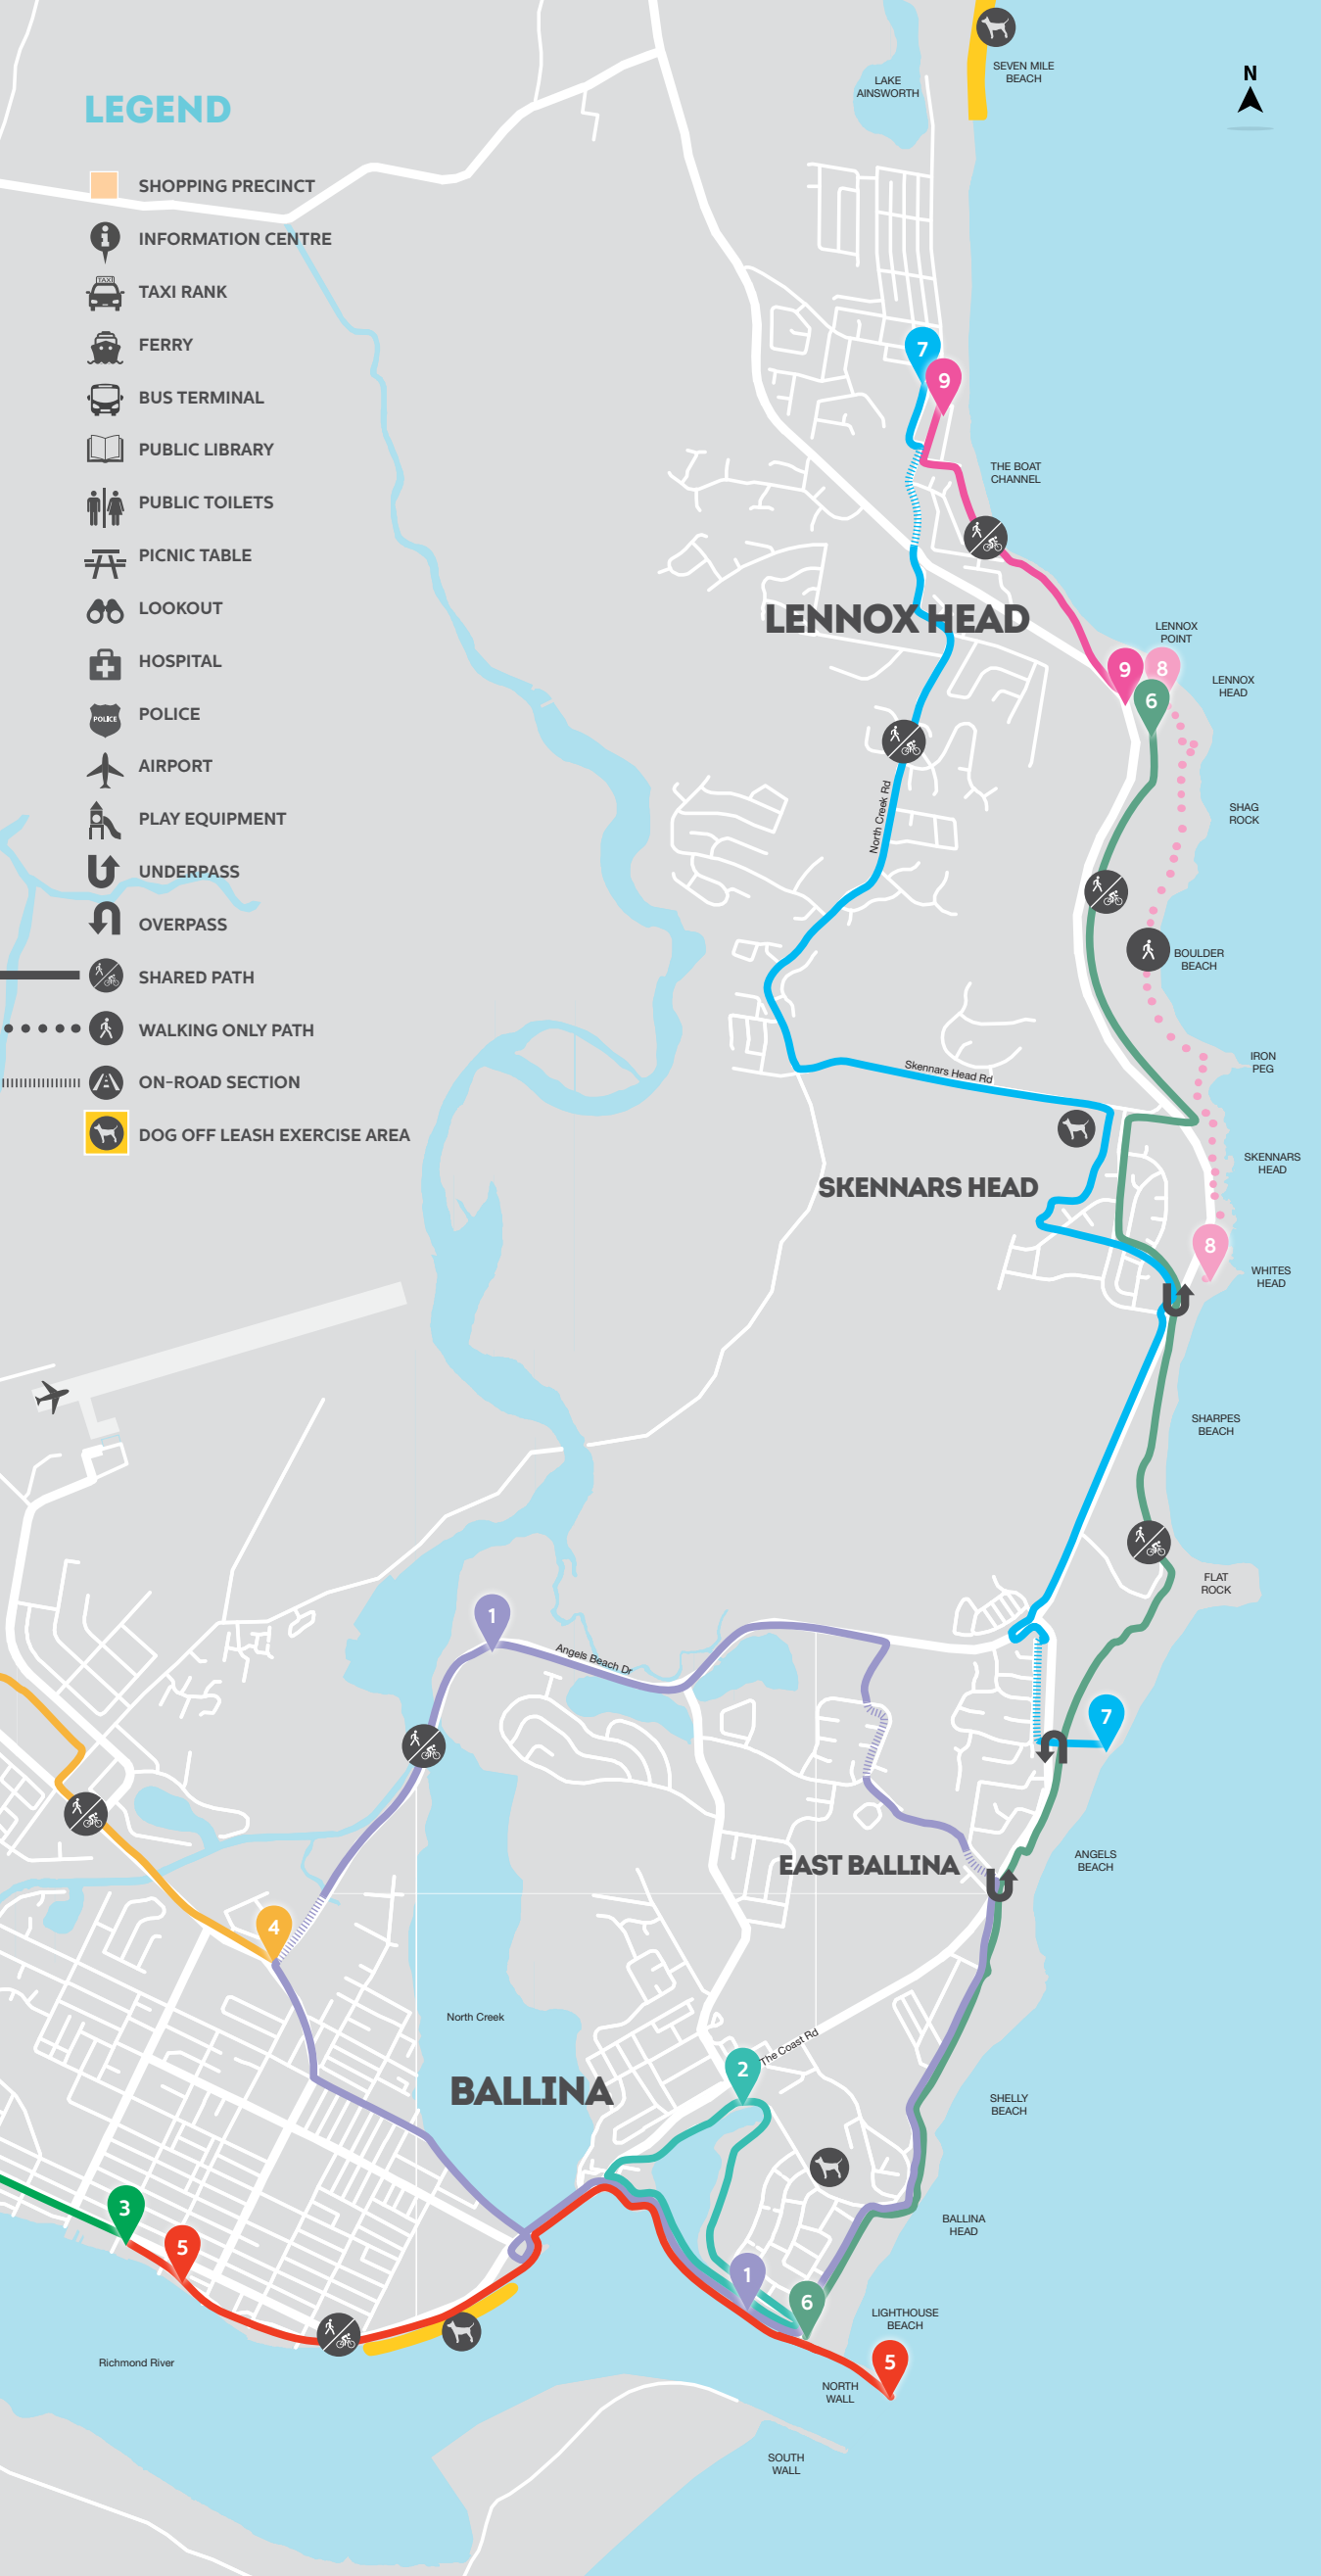 SEVEN MILE
BEACH
LAKE
AINSWORTH
N
LEGEND
SHOPPING PRECINCT
INFORMATION CENTRE
TAXI
TAXI RANK
FERRY
BUS TERMINAL
PUBLIC LIBRARY
PUBLIC TOILETS
PICNIC TABLE
LOOKOUT
HOSPITAL
POLICE
POLICE
AIRPORT
PLAY EQUIPMENT
UNDERPASS
OVERPASS
SHARED PATH
WALKING ONLY PATH
ON-ROAD SECTION
DOG OFF LEASH EXERCISE AREA
7
9
THE BOAT
CHANNEL
LENNOX HEAD
LENNOX
POINT
9
8
6
LENNOX
HEAD
North Creek Rd
SHAG
ROCK
BOULDER
BEACH
IRON
PEG
Skennars Head Rd
SKENNARS
HEAD
SKENNARS HEAD
8
WHITES
HEAD
SHARPES
BEACH
FLAT
ROCK
1
Angels Beach Dr
7
ANGELS
BEACH
EAST BALLINA
4
North Creek
The Coast Rd
2
BALLINA
SHELLY
BEACH
3
5
BALLINA
HEAD
1
6
LIGHTHOUSE
BEACH
5
Richmond River
NORTH
WALL
SOUTH
WALL